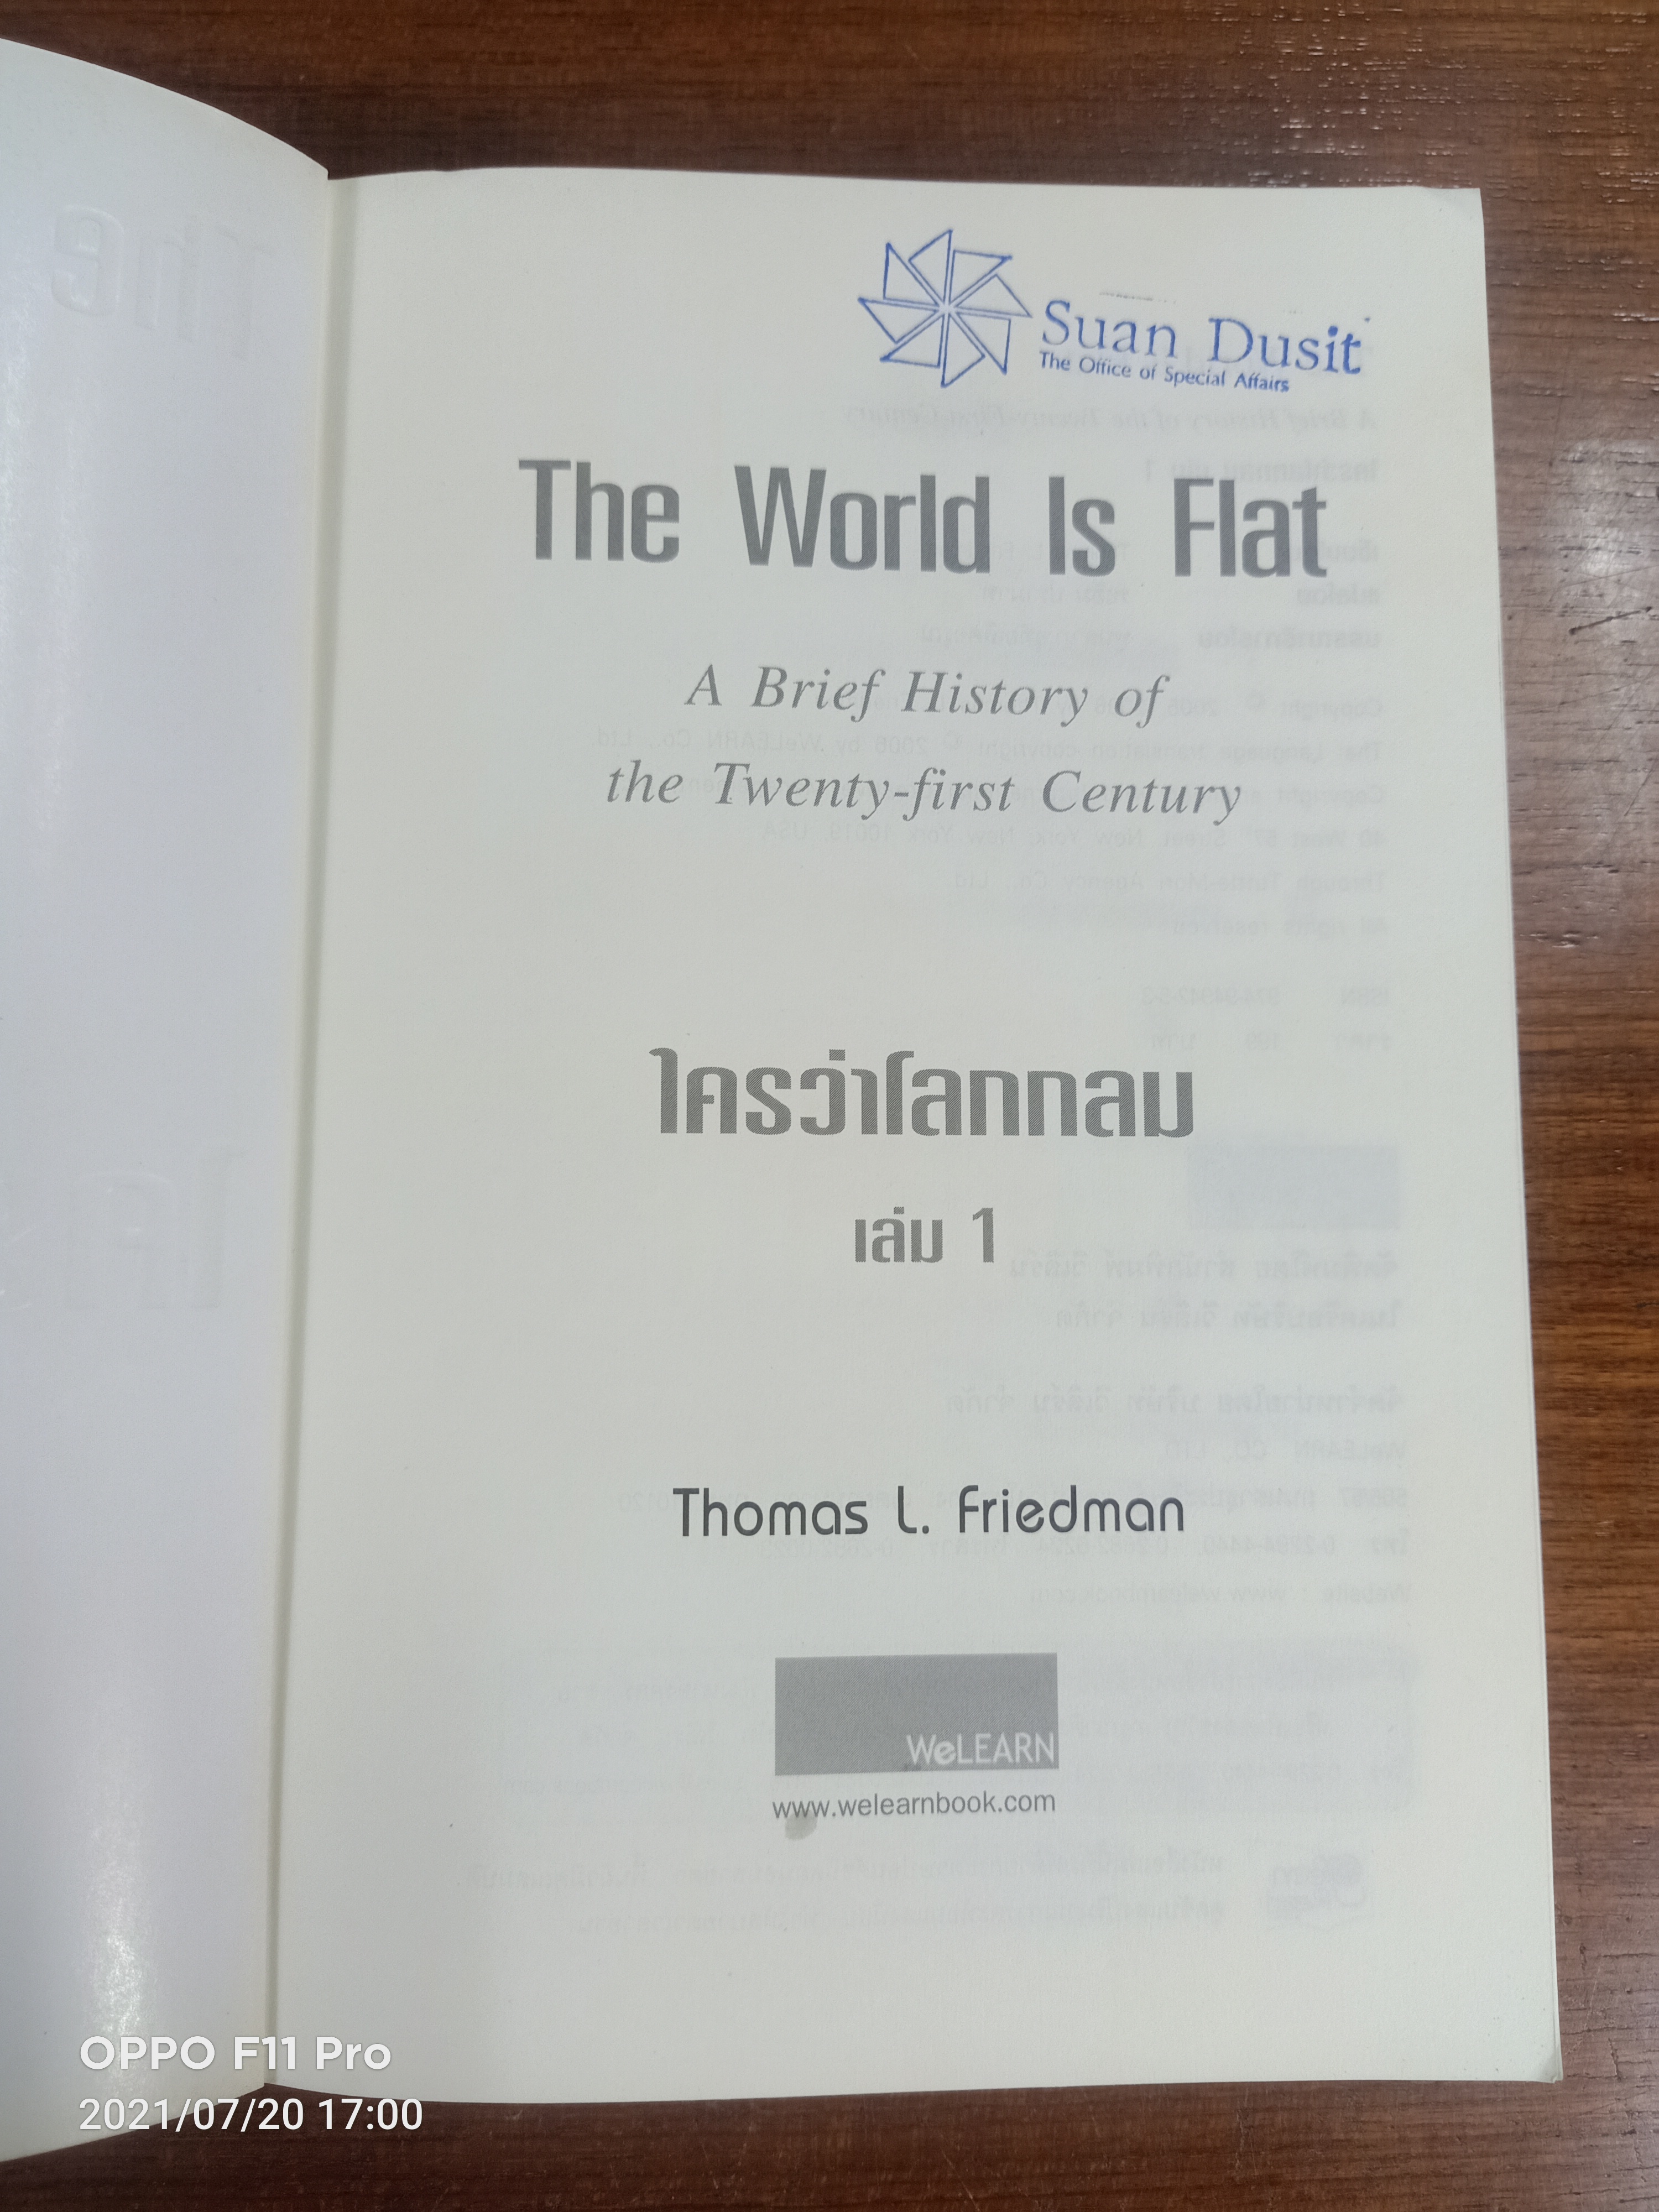 Suan Dusit
The Office of Special Affairs
The World Is Flat
A Brief History of
the Twenty-first Century
ใครว่าโลกกลม
เล่ม 1
Thomas L. Friedman
WeLEARN
www.welearnbook.com
OPPO F11 Pro
2021/07/20 17:00